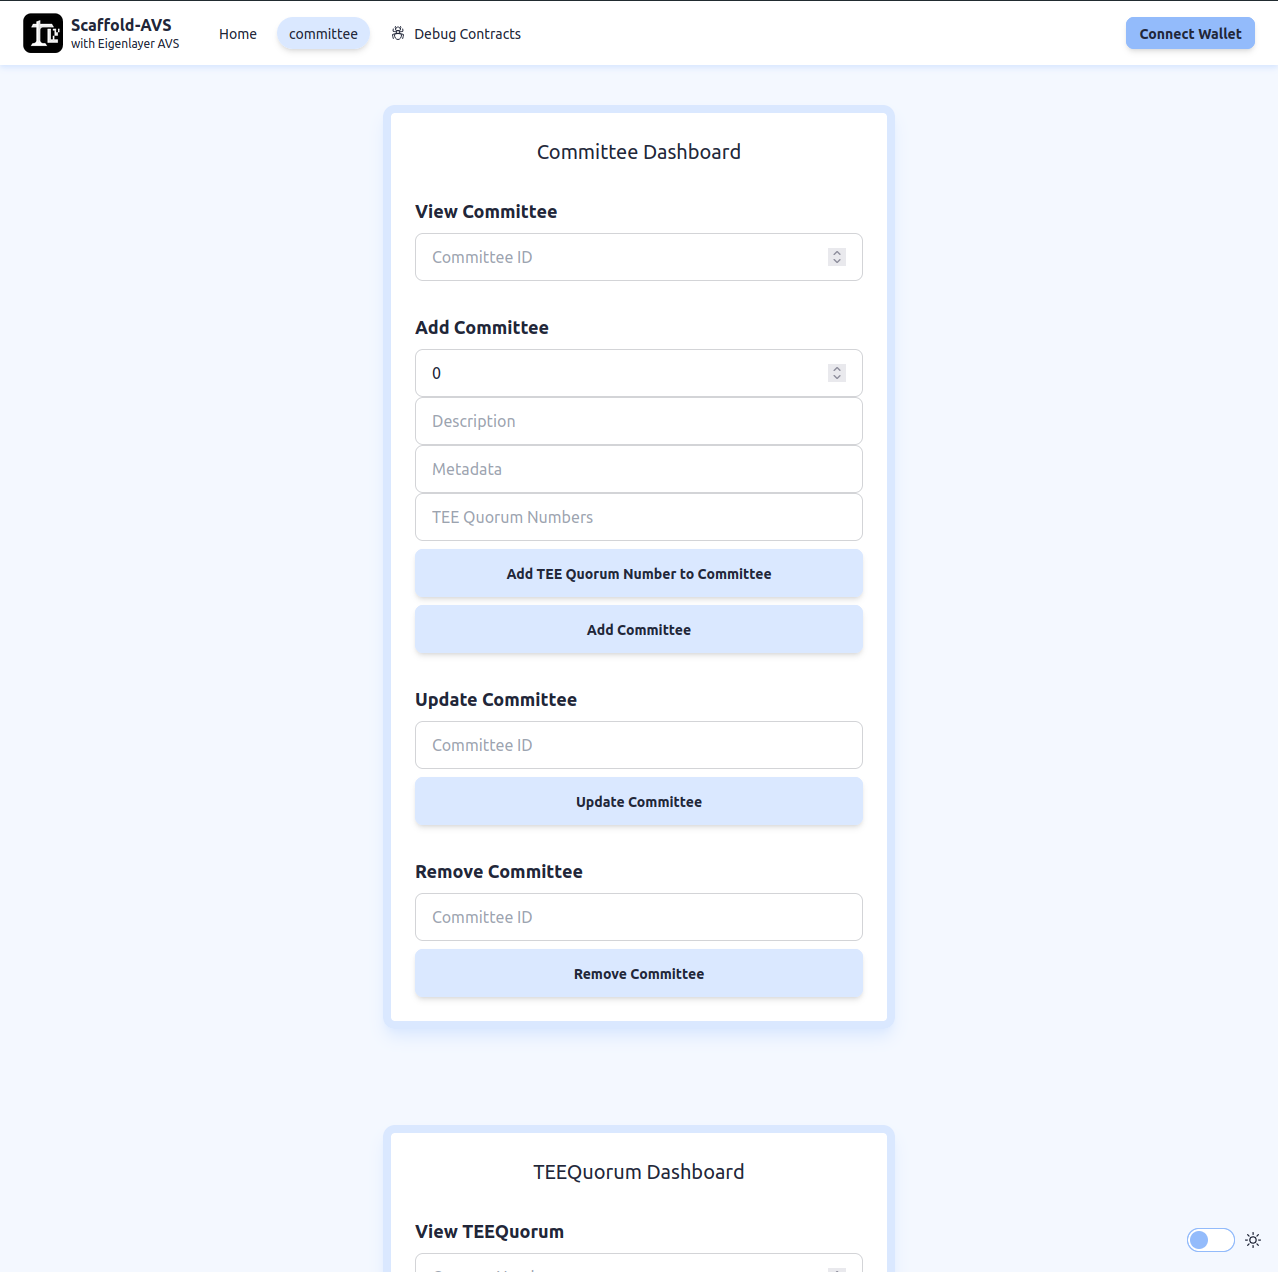 Scaffold-AVS
with Eigenlayer AVS
Home
committee
Debug Contracts
Connect Wallet
Committee Dashboard
View Committee
Committee ID
Add Committee
0
Description
Metadata
TEE Quorum Numbers
Add TEE Quorum Number to Committee
Add Committee
Update Committee
Committee ID
Update Committee
Remove Committee
Committee ID
Remove Committee
TEEQuorum Dashboard
View TEEQuorum